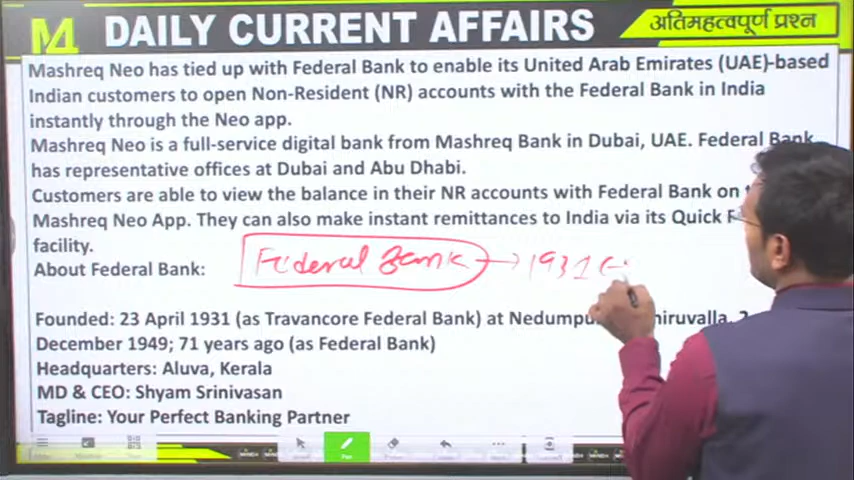 DAILY CURRENT AFFAIRS
अतिमहत्वपूर्ण प्रश्न
Mashreq Neo has tied up with Federal Bank to enable its United Arab Emirates (UAE)-based
Indian customers to open Non-Resident (NR) accounts with the Federal Bank in India
instantly through the Neo app.
Mashreq Neo is a full-service digital bank from Mashreq Bank in Dubai, UAE. Federal Bank
has representative offices at Dubai and Abu Dhabi.
Customers are able to view the balance in their NR accounts with Federal Bank on
Mashreq Neo App. They can also make instant remittances to India via its Quick
facility.
Federal Bank → 1931
About Federal Bank:
Founded: 23 April 1931 (as Travancore Federal Bank) at
December 1949; 71 years ago (as Federal Bank)
Headquarters: Aluva, Kerala
MD & CEO: Shyam Srinivasan
Tagline: Your Perfect Banking Partner